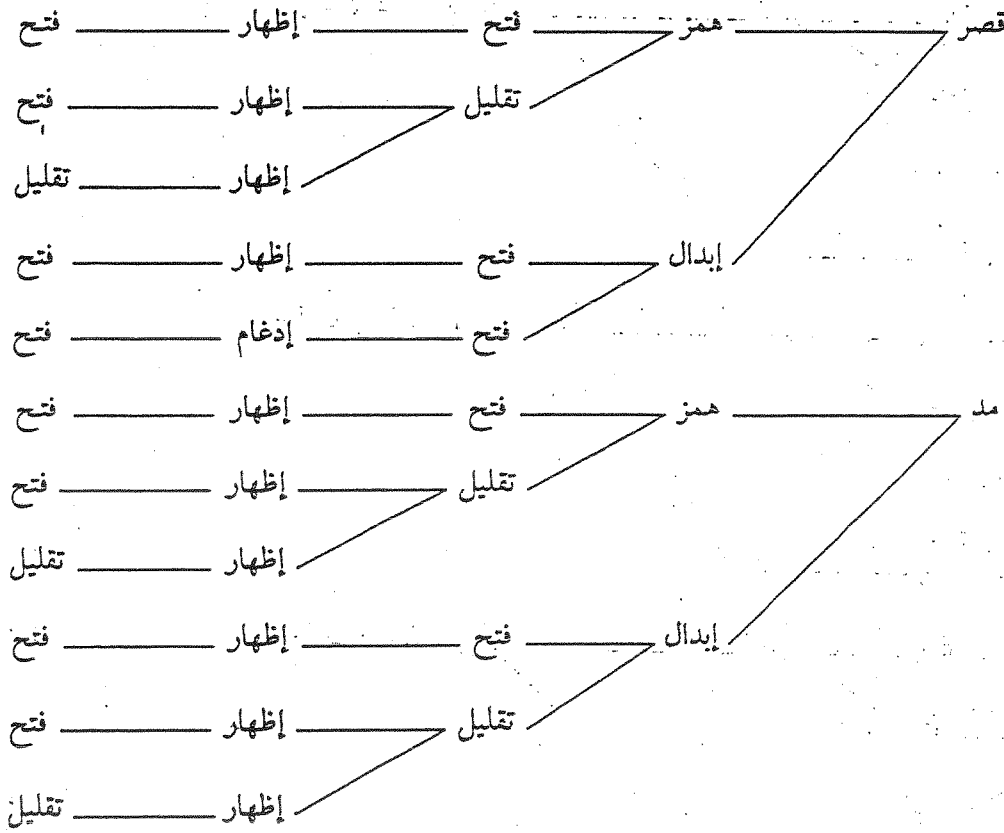 قصر همز فتح إظهار فتح
تقليل إظهار فتح
إظهار تقليل
إبدال فتح إظهار فتح
فتح إدغام فتح
مد همز فتح إظهار فتح
تقليل إظهار فتح
إظهار تقليل
إبدال فتح إظهار فتح
تقليل إظهار فتح
إظهار تقليل